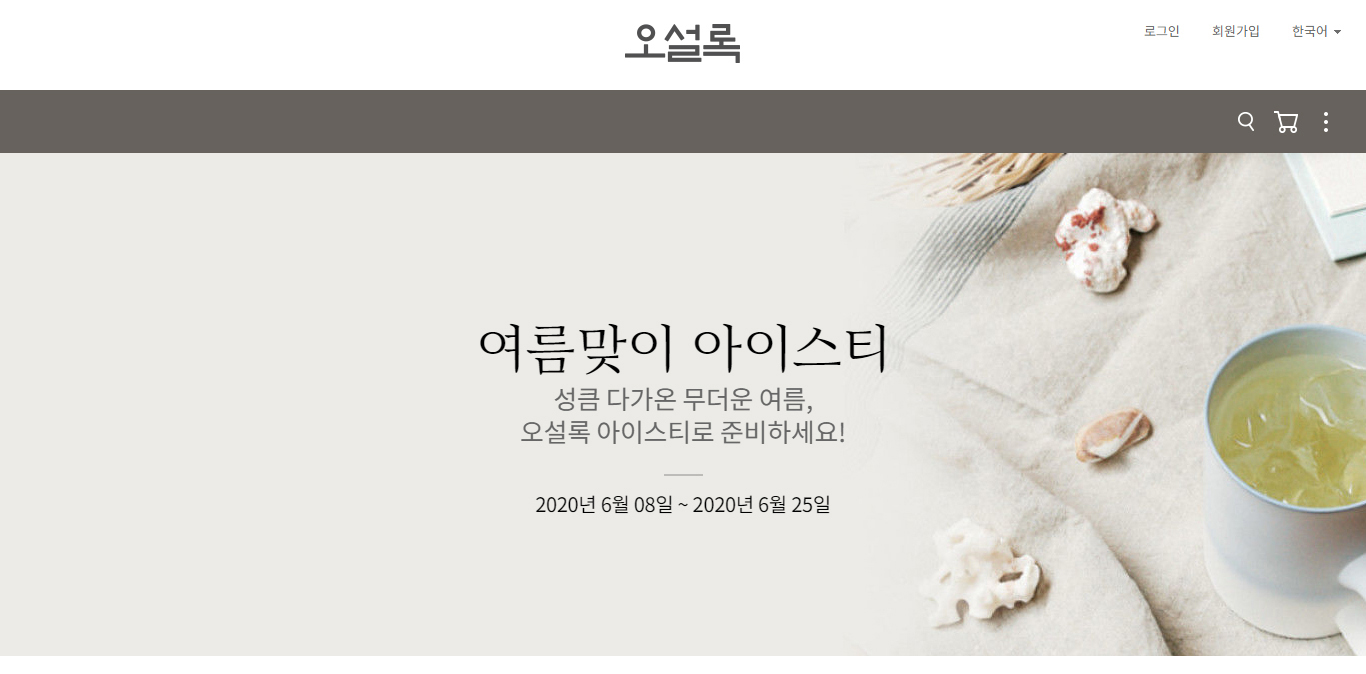 오설록
로그인 회원가입 한국어
여름맞이 아이스티
성큼 다가온 무더운 여름,
오설록 아이스티로 준비하세요!
2020년 6월 08일 ~ 2020년 6월 25일